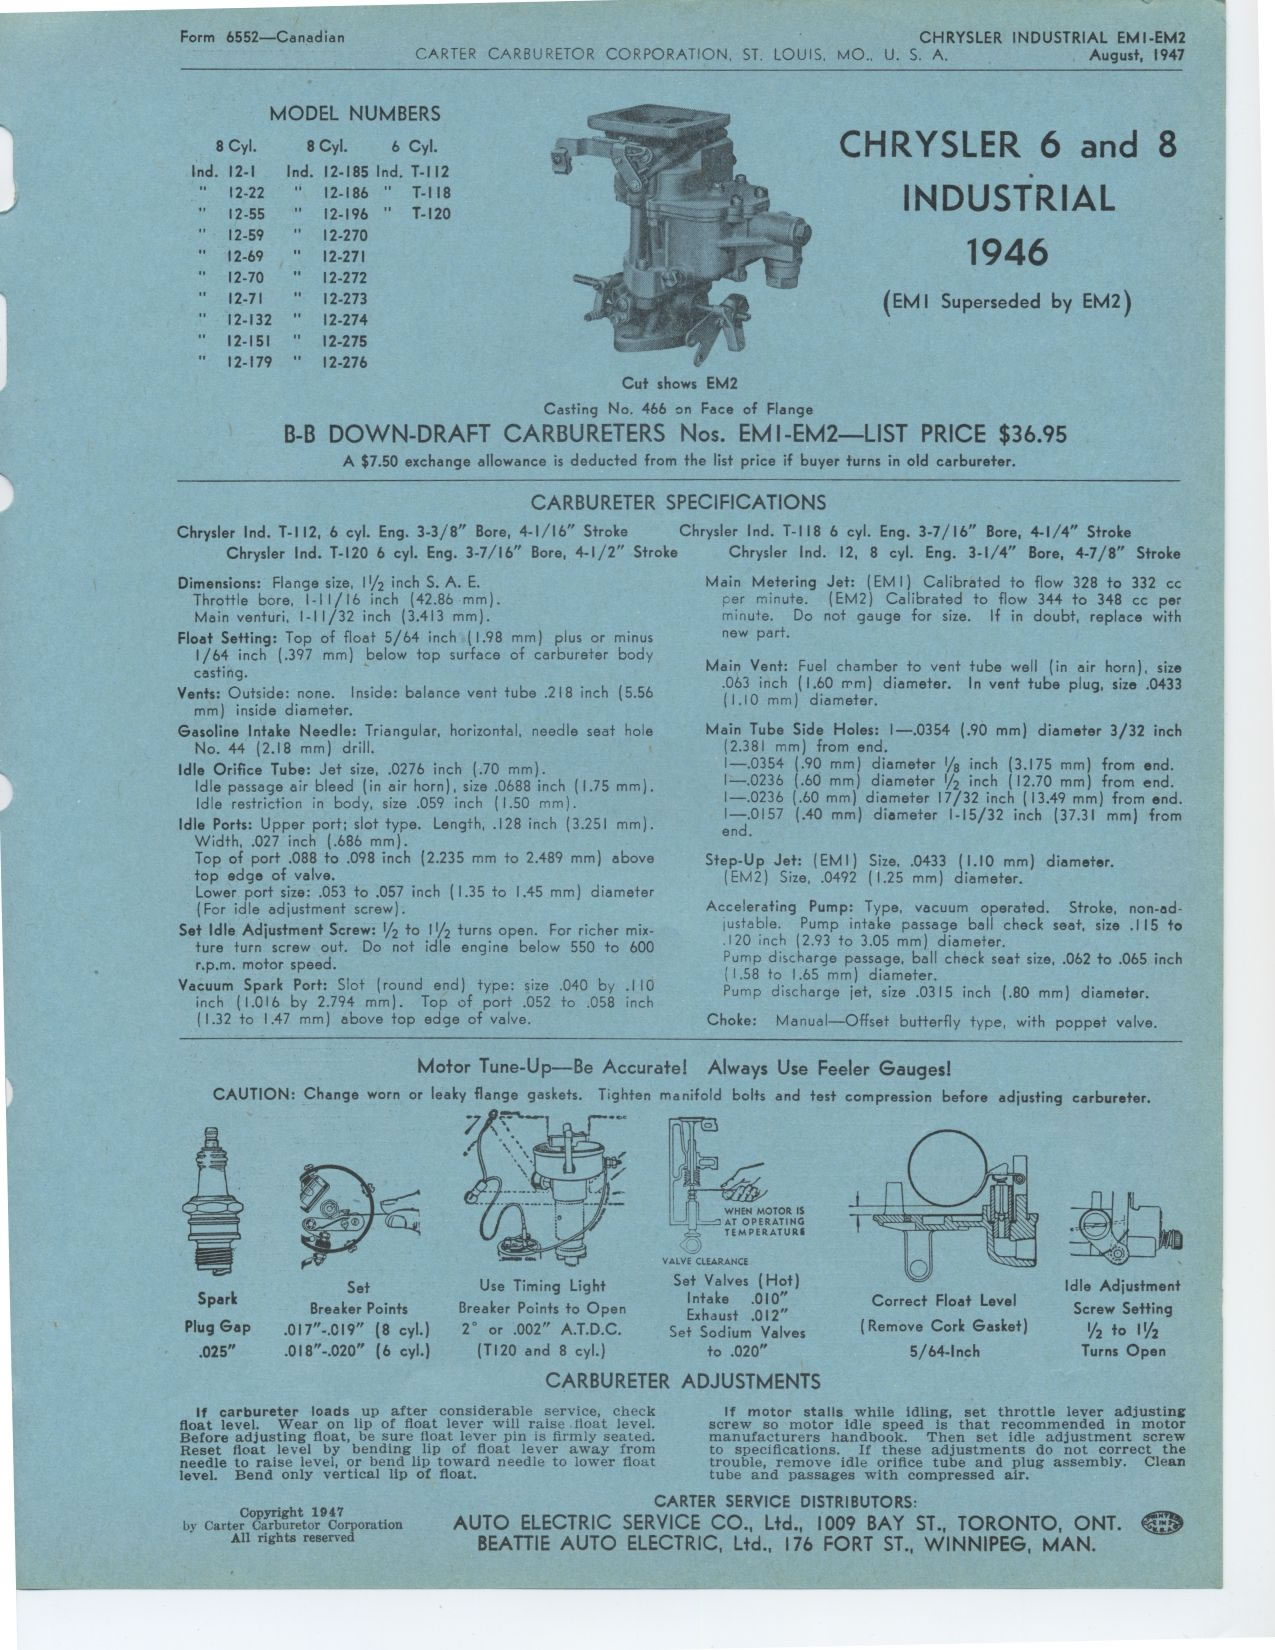 Form 6552—Canadian
CHRYSLER INDUSTRIAL EM1-EM2
CARTER CARBURETOR CORPORATION, ST. LOUIS, MO., U. S. A.
August, 1947
MODEL NUMBERS
8 Cyl. 8 Cyl. 6 Cyl.
Ind. 12-1 Ind. 12-185 Ind. T-112
" 12-22 " 12-186 " T-118
" 12-55 " 12-196 " T-120
" 12-59 " 12-270
" 12-69 " 12-271
" 12-70 " 12-272
" 12-71 " 12-273
" 12-132 " 12-274
" 12-151 " 12-275
" 12-179 " 12-276
CHRYSLER 6 and 8
INDUSTRIAL
1946
(EM1 Superseded by EM2)
Cut shows EM2
Casting No. 466 on Face of Flange
B-B DOWN-DRAFT CARBURETERS Nos. EM1-EM2—LIST PRICE $36.95
A $7.50 exchange allowance is deducted from the list price if buyer turns in old carbureter.
CARBURETER SPECIFICATIONS
Chrysler Ind. T-112, 6 cyl. Eng. 3-3/8" Bore, 4-1/16" Stroke
Chrysler Ind. T-118 6 cyl. Eng. 3-7/16" Bore, 4-1/4" Stroke
Chrysler Ind. T-120 6 cyl. Eng. 3-7/16" Bore, 4-1/2" Stroke
Chrysler Ind. 12, 8 cyl. Eng. 3-1/4" Bore, 4-7/8" Stroke
Dimensions: Flange size, 1½ inch S. A. E.
Throttle bore, 1-11/16 inch (42.86 mm).
Main venturi, 1-11/32 inch (3.413 mm).
Float Setting: Top of float 5/64 inch (1.98 mm) plus or minus
1/64 inch (.397 mm) below top surface of carbureter body
casting.
Vents: Outside: none. Inside: balance vent tube .218 inch (5.56
mm) inside diameter.
Gasoline Intake Needle: Triangular, horizontal, needle seat hole
No. 44 (2.18 mm) drill.
Idle Orifice Tube: Jet size, .0276 inch (.70 mm).
Idle passage air bleed (in air horn), size .0688 inch (1.75 mm).
Idle restriction in body, size .059 inch (1.50 mm).
Idle Ports: Upper port; slot type. Length, .128 inch (3.251 mm).
Width, .027 inch (.686 mm).
Top of port .088 to .098 inch (2.235 mm to 2.489 mm) above
top edge of valve.
Lower port size: .053 to .057 inch (1.35 to 1.45 mm) diameter
(For idle adjustment screw).
Set Idle Adjustment Screw: ½ to 1½ turns open. For richer mix-
ture turn screw out. Do not idle engine below 550 to 600
r.p.m. motor speed.
Vacuum Spark Port: Slot (round end) type: size .040 by .110
inch (1.016 by 2.794 mm). Top of port .052 to .058 inch
(1.32 to 1.47 mm) above top edge of valve.
Main Metering Jet: (EM1) Calibrated to flow 328 to 332 cc
per minute. (EM2) Calibrated to flow 344 to 348 cc per
minute. Do not gauge for size. If in doubt, replace with
new part.
Main Vent: Fuel chamber to vent tube well (in air horn), size
.063 inch (1.60 mm) diameter. In vent tube plug, size .0433
(1.10 mm) diameter.
Main Tube Side Holes: 1—.0354 (.90 mm) diameter 3/32 inch
(2.381 mm) from end.
1—.0354 (.90 mm) diameter ⅛ inch (3.175 mm) from end.
1—.0236 (.60 mm) diameter ½ inch (12.70 mm) from end.
1—.0236 (.60 mm) diameter 17/32 inch (13.49 mm) from end.
1—.0157 (.40 mm) diameter 1-15/32 inch (37.31 mm) from
end.
Step-Up Jet: (EM1) Size, .0433 (1.10 mm) diameter.
(EM2) Size, .0492 (1.25 mm) diameter.
Accelerating Pump: Type, vacuum operated. Stroke, non-ad-
justable. Pump intake passage ball check seat, size .115 to
.120 inch (2.93 to 3.05 mm) diameter.
Pump discharge passage, ball check seat size, .062 to .065 inch
(1.58 to 1.65 mm) diameter.
Pump discharge jet, size .0315 inch (.80 mm) diameter.
Choke: Manual—Offset butterfly type, with poppet valve.
Motor Tune-Up—Be Accurate! Always Use Feeler Gauges!
CAUTION: Change worn or leaky flange gaskets. Tighten manifold bolts and test compression before adjusting carbureter.
Spark
Plug Gap
.025"
Set
Breaker Points
.017"-.019" (8 cyl.)
.018"-.020" (6 cyl.)
Use Timing Light
Breaker Points to Open
2° or .002" A.T.D.C.
(T120 and 8 cyl.)
WHEN MOTOR IS
AT OPERATING
TEMPERATURE
VALVE CLEARANCE
Set Valves (Hot)
Intake .010"
Exhaust .012"
Set Sodium Valves
to .020"
Correct Float Level
(Remove Cork Gasket)
5/64-Inch
Idle Adjustment
Screw Setting
½ to 1½
Turns Open
CARBURETER ADJUSTMENTS
If carbureter loads up after considerable service, check
float level. Wear on lip of float lever will raise float level.
Before adjusting float, be sure float lever pin is firmly seated.
Reset float level by bending lip of float lever away from
needle to raise level, or bend lip toward needle to lower float
level. Bend only vertical lip of float.
If motor stalls while idling, set throttle lever adjusting
screw so motor idle speed is that recommended in motor
manufacturers handbook. Then set idle adjustment screw
to specifications. If these adjustments do not correct the
trouble, remove idle orifice tube and plug assembly. Clean
tube and passages with compressed air.
Copyright 1947
by Carter Carburetor Corporation
All rights reserved
CARTER SERVICE DISTRIBUTORS:
AUTO ELECTRIC SERVICE CO., Ltd., 1009 BAY ST., TORONTO, ONT.
BEATTIE AUTO ELECTRIC, Ltd., 176 FORT ST., WINNIPEG, MAN.
PRINTED
IN
U.S.A.